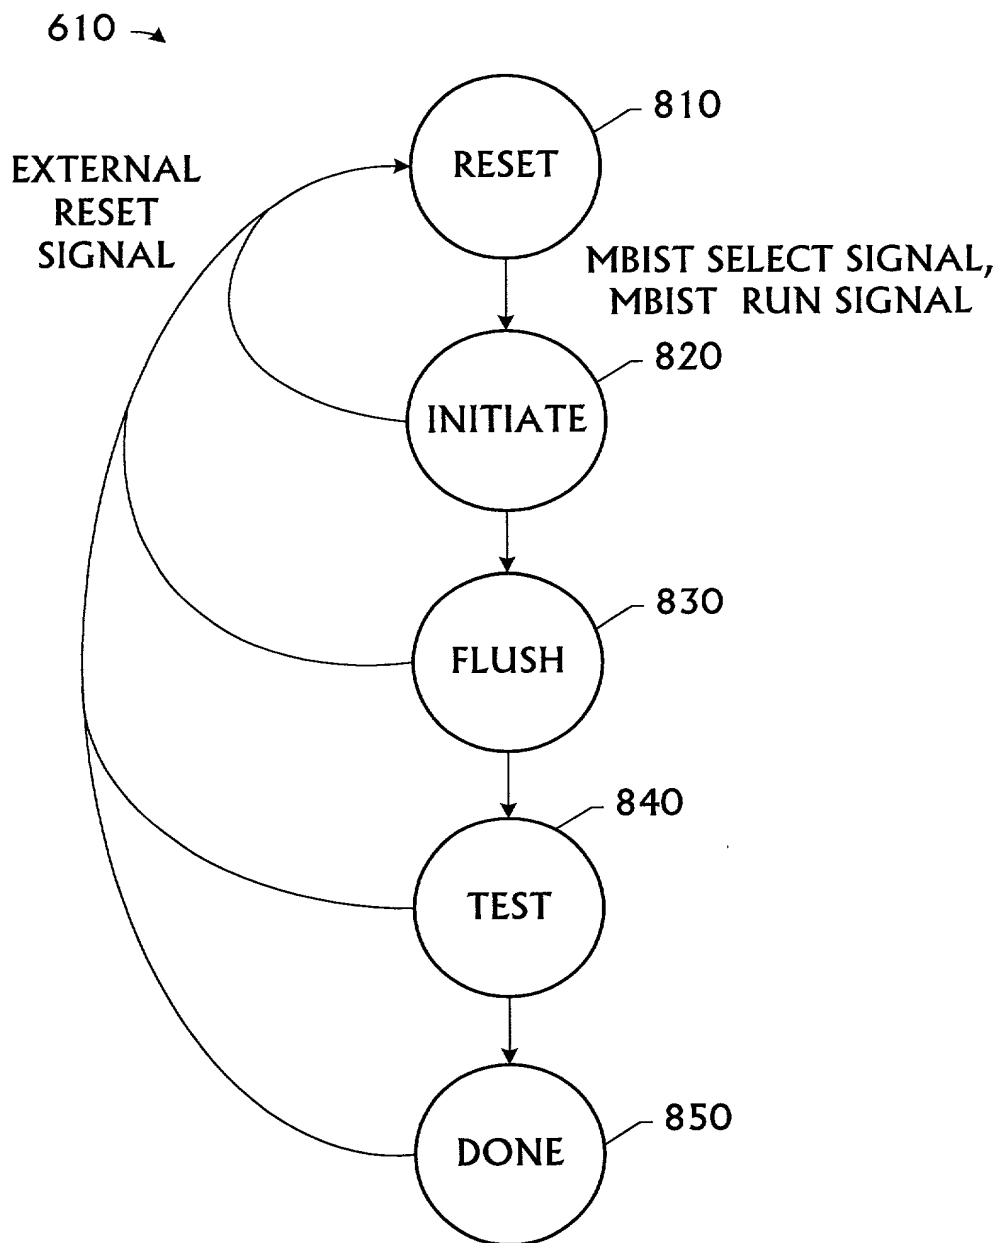 610
810
RESET
EXTERNAL
RESET
SIGNAL
MBIST SELECT SIGNAL,
MBIST RUN SIGNAL
820
INITIATE
830
FLUSH
840
TEST
850
DONE